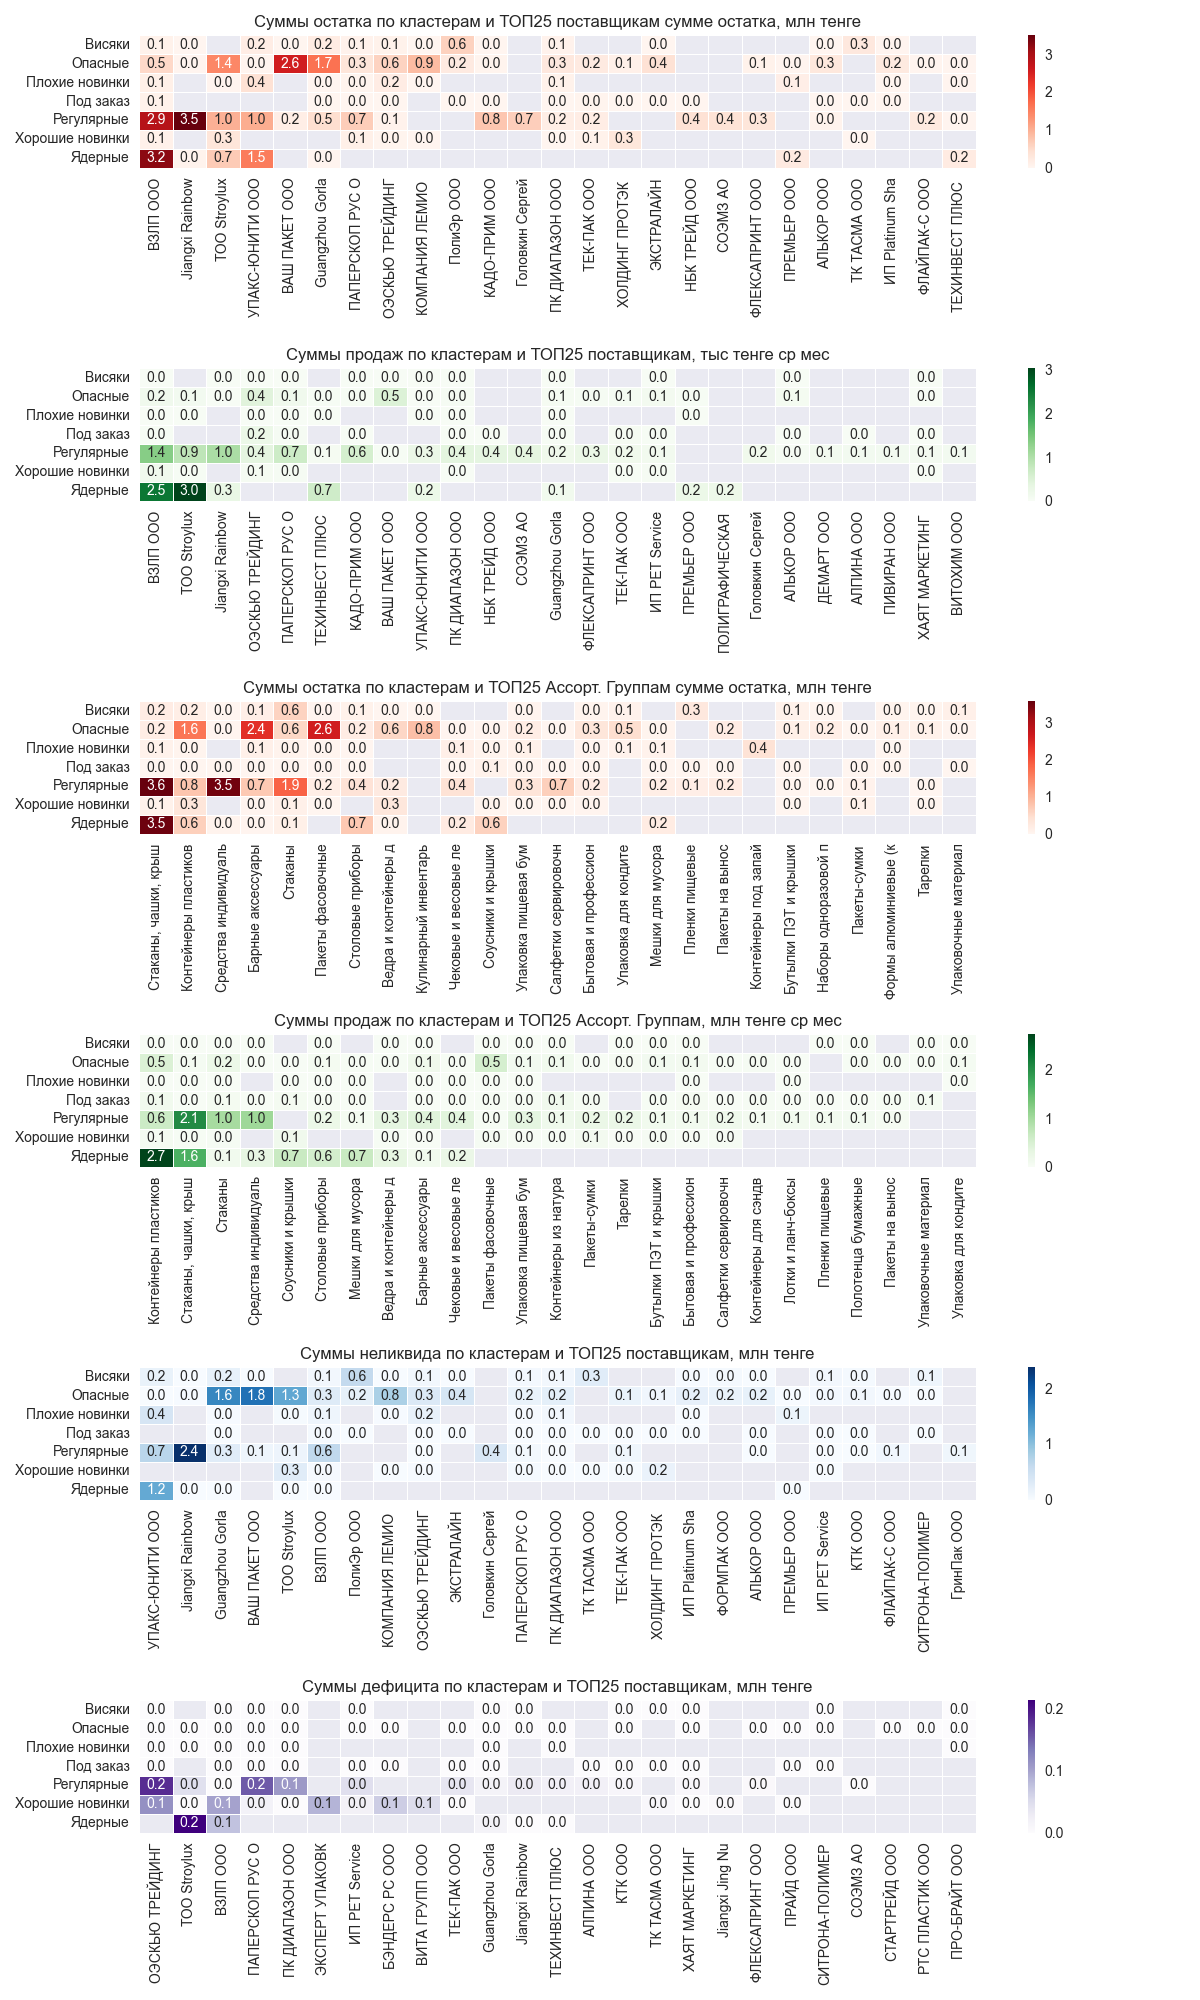 Суммы остатка по кластерам и ТОП25 поставщикам сумме остатка, млн тенге
Висяки 0.1 0.0 0.2 0.0 0.2 0.1 0.1 0.0 0.6 0.0 0.1 0.0 0.0 0.3 0.0
Опасные 0.5 0.0 1.4 0.0 2.6 1.7 0.3 0.6 0.9 0.2 0.0 0.3 0.2 0.1 0.4 0.1 0.0 0.3 0.2 0.0 0.0
Плохие новинки 0.1 0.0 0.4 0.0 0.0 0.2 0.0 0.1 0.1 0.0 0.0
Под заказ 0.1 0.0 0.0 0.0 0.0 0.0 0.0 0.0 0.0 0.0 0.0 0.0 0.0 0.0
Регулярные 2.9 3.5 1.0 1.0 0.2 0.5 0.7 0.1 0.8 0.7 0.2 0.2 0.4 0.4 0.3 0.0 0.2 0.0
Хорошие новинки 0.1 0.3 0.1 0.0 0.0 0.0 0.1 0.3 0.0
Ядерные 3.2 0.0 0.7 1.5 0.0 0.2 0.2
3
2
1
0
ВЗЛП ООО
Jiangxi Rainbow
ТОО Stroylux
УПАКС-ЮНИТИ ООО
ВАШ ПАКЕТ ООО
Guangzhou Gorla
ПАПЕРСКОП РУС О
ОЭСКЬЮ ТРЕЙДИНГ
КОМПАНИЯ ЛЕМИО
ПолиЭр ООО
КАДО-ПРИМ ООО
Головкин Сергей
ПК ДИАПАЗОН ООО
ТЕК-ПАК ООО
ХОЛДИНГ ПРОТЭК
ЭКСТРАЛАЙН
НБК ТРЕЙД ООО
СОЭМЗ АО
ФЛЕКСАПРИНТ ООО
ПРЕМЬЕР ООО
АЛЬКОР ООО
ТК ТАСМА ООО
ИП Platinum Sha
ФЛАЙПАК-С ООО
ТЕХИНВЕСТ ПЛЮС
Суммы продаж по кластерам и ТОП25 поставщикам, тыс тенге ср мес
Висяки 0.0 0.0 0.0 0.0 0.0 0.0 0.0 0.0 0.0 0.0 0.0 0.0
Опасные 0.2 0.1 0.0 0.4 0.1 0.0 0.0 0.5 0.0 0.0 0.1 0.0 0.1 0.1 0.0 0.1 0.0
Плохие новинки 0.0 0.0 0.0 0.0 0.0 0.0 0.0 0.0 0.0
Под заказ 0.0 0.2 0.0 0.0 0.0 0.0 0.0 0.0 0.0 0.0 0.0 0.0
Регулярные 1.4 0.9 1.0 0.4 0.7 0.1 0.6 0.0 0.3 0.4 0.4 0.4 0.2 0.3 0.2 0.1 0.2 0.0 0.1 0.1 0.1 0.1 0.1
Хорошие новинки 0.1 0.0 0.1 0.0 0.0 0.0 0.0 0.0
Ядерные 2.5 3.0 0.3 0.7 0.2 0.1 0.2 0.2
3
2
1
0
ВЗЛП ООО
ТОО Stroylux
Jiangxi Rainbow
ОЭСКЬЮ ТРЕЙДИНГ
ПАПЕРСКОП РУС О
ТЕХИНВЕСТ ПЛЮС
КАДО-ПРИМ ООО
ВАШ ПАКЕТ ООО
УПАКС-ЮНИТИ ООО
ПК ДИАПАЗОН ООО
НБК ТРЕЙД ООО
СОЭМЗ АО
Guangzhou Gorla
ФЛЕКСАПРИНТ ООО
ТЕК-ПАК ООО
ИП PET Service
ПРЕМЬЕР ООО
ПОЛИГРАФИЧЕСКАЯ
Головкин Сергей
АЛЬКОР ООО
ДЕМАРТ ООО
АЛПИНА ООО
ПИВИРАН ООО
ХАЯТ МАРКЕТИНГ
ВИТОХИМ ООО
Суммы остатка по кластерам и ТОП25 Ассорт. Группам сумме остатка, млн тенге
Висяки 0.2 0.2 0.0 0.1 0.6 0.0 0.1 0.0 0.0 0.0 0.0 0.1 0.3 0.1 0.0 0.0 0.0 0.1
Опасные 0.2 1.6 0.0 2.4 0.6 2.6 0.2 0.6 0.8 0.0 0.0 0.2 0.0 0.3 0.5 0.0 0.2 0.1 0.2 0.0 0.1 0.1 0.0
Плохие новинки 0.1 0.0 0.1 0.0 0.0 0.0 0.1 0.0 0.1 0.0 0.1 0.1 0.4 0.0
Под заказ 0.0 0.0 0.0 0.0 0.0 0.0 0.0 0.0 0.1 0.0 0.0 0.0 0.0 0.0 0.0 0.0 0.0 0.0 0.0
Регулярные 3.6 0.8 3.5 0.7 1.9 0.2 0.4 0.2 0.4 0.3 0.7 0.2 0.2 0.1 0.2 0.0 0.0 0.1 0.0
Хорошие новинки 0.1 0.3 0.0 0.1 0.0 0.3 0.0 0.0 0.0 0.0 0.0 0.1 0.0
Ядерные 3.5 0.6 0.0 0.0 0.1 0.7 0.0 0.2 0.6 0.2
3
2
1
0
Стаканы, чашки, крыш
Контейнеры пластиков
Средства индивидуаль
Барные аксессуары
Стаканы
Пакеты фасовочные
Столовые приборы
Ведра и контейнеры д
Кулинарный инвентарь
Чековые и весовые ле
Соусники и крышки
Упаковка пищевая бум
Салфетки сервировочн
Бытовая и профессион
Упаковка для кондите
Мешки для мусора
Пленки пищевые
Пакеты на вынос
Контейнеры под запай
Бутылки ПЭТ и крышки
Наборы одноразовой п
Пакеты-сумки
Формы алюминиевые (к
Тарелки
Упаковочные материал
Суммы продаж по кластерам и ТОП25 Ассорт. Группам, млн тенге ср мес
Висяки 0.0 0.0 0.0 0.0 0.0 0.0 0.0 0.0 0.0 0.0 0.0 0.0 0.0 0.0 0.0 0.0 0.0
Опасные 0.5 0.1 0.2 0.0 0.0 0.1 0.0 0.0 0.1 0.0 0.5 0.1 0.1 0.0 0.0 0.1 0.1 0.0 0.0 0.0 0.0 0.0 0.0 0.1
Плохие новинки 0.0 0.0 0.0 0.0 0.0 0.0 0.0 0.0 0.0 0.0 0.0 0.0 0.0
Под заказ 0.1 0.0 0.1 0.0 0.1 0.0 0.0 0.0 0.0 0.0 0.0 0.0 0.1 0.0 0.0 0.0 0.0 0.0 0.0 0.0 0.0 0.0 0.1
Регулярные 0.6 2.1 1.0 1.0 0.2 0.1 0.3 0.4 0.4 0.0 0.3 0.1 0.2 0.2 0.1 0.1 0.2 0.1 0.1 0.1 0.1 0.0
Хорошие новинки 0.1 0.0 0.0 0.1 0.0 0.0 0.0 0.0 0.0 0.1 0.0 0.0 0.0 0.0
Ядерные 2.7 1.6 0.1 0.3 0.7 0.6 0.7 0.3 0.1 0.2
2
1
0
Контейнеры пластиков
Стаканы, чашки, крыш
Стаканы
Средства индивидуаль
Соусники и крышки
Столовые приборы
Мешки для мусора
Ведра и контейнеры д
Барные аксессуары
Чековые и весовые ле
Пакеты фасовочные
Упаковка пищевая бум
Контейнеры из натура
Пакеты-сумки
Тарелки
Бутылки ПЭТ и крышки
Бытовая и профессион
Салфетки сервировочн
Контейнеры для сэндв
Лотки и ланч-боксы
Пленки пищевые
Полотенца бумажные
Пакеты на вынос
Упаковочные материал
Упаковка для кондите
Суммы неликвида по кластерам и ТОП25 поставщикам, млн тенге
Висяки 0.2 0.0 0.2 0.0 0.1 0.6 0.0 0.1 0.0 0.1 0.1 0.3 0.0 0.0 0.0 0.1 0.0 0.1
Опасные 0.0 0.0 1.6 1.8 1.3 0.3 0.2 0.8 0.3 0.4 0.2 0.2 0.1 0.1 0.2 0.2 0.2 0.0 0.0 0.1 0.0 0.0
Плохие новинки 0.4 0.0 0.0 0.1 0.0 0.2 0.0 0.1 0.0 0.1
Под заказ 0.0 0.0 0.0 0.0 0.0 0.0 0.0 0.0 0.0 0.0 0.0 0.0 0.0 0.0
Регулярные 0.7 2.4 0.3 0.1 0.1 0.6 0.0 0.4 0.1 0.0 0.1 0.0 0.0 0.0 0.1 0.1
Хорошие новинки 0.3 0.0 0.0 0.0 0.0 0.0 0.0 0.0 0.2 0.0
Ядерные 1.2 0.0 0.0 0.0 0.0 0.0
2
1
0
УПАКС-ЮНИТИ ООО
Jiangxi Rainbow
Guangzhou Gorla
ВАШ ПАКЕТ ООО
ТОО Stroylux
ВЗЛП ООО
ПолиЭр ООО
КОМПАНИЯ ЛЕМИО
ОЭСКЬЮ ТРЕЙДИНГ
ЭКСТРАЛАЙН
Головкин Сергей
ПАПЕРСКОП РУС О
ПК ДИАПАЗОН ООО
ТК ТАСМА ООО
ТЕК-ПАК ООО
ХОЛДИНГ ПРОТЭК
ИП Platinum Sha
ФОРМПАК ООО
АЛЬКОР ООО
ПРЕМЬЕР ООО
ИП PET Service
КТК ООО
ФЛАЙПАК-С ООО
СИТРОНА-ПОЛИМЕР
ГринПак ООО
Суммы дефицита по кластерам и ТОП25 поставщикам, млн тенге
Висяки 0.0 0.0 0.0 0.0 0.0 0.0 0.0 0.0 0.0 0.0 0.0 0.0
Опасные 0.0 0.0 0.0 0.0 0.0 0.0 0.0 0.0 0.0 0.0 0.0 0.0 0.0 0.0 0.0 0.0 0.0 0.0 0.0 0.0
Плохие новинки 0.0 0.0 0.0 0.0 0.0 0.0 0.0 0.0
Под заказ 0.0 0.0 0.0 0.0 0.0 0.0 0.0 0.0 0.0 0.0 0.0 0.0 0.0 0.0
Регулярные 0.2 0.0 0.0 0.2 0.1 0.0 0.0 0.0 0.0 0.0 0.0 0.0 0.0 0.0 0.0
Хорошие новинки 0.1 0.0 0.1 0.0 0.0 0.1 0.0 0.1 0.1 0.0 0.0 0.0 0.0 0.0
Ядерные 0.2 0.1 0.0 0.0 0.0
0.2
0.1
0.0
ОЭСКЬЮ ТРЕЙДИНГ
ТОО Stroylux
ВЗЛП ООО
ПАПЕРСКОП РУС О
ПК ДИАПАЗОН ООО
ЭКСПЕРТ УПАКОВК
ИП PET Service
БЭНДЕРС РС ООО
ВИТА ГРУПП ООО
ТЕК-ПАК ООО
Guangzhou Gorla
Jiangxi Rainbow
ТЕХИНВЕСТ ПЛЮС
АЛПИНА ООО
КТК ООО
ТК ТАСМА ООО
ХАЯТ МАРКЕТИНГ
Jiangxi Jing Nu
ФЛЕКСАПРИНТ ООО
ПРАЙД ООО
СИТРОНА-ПОЛИМЕР
СОЭМЗ АО
СТАРТРЕЙД ООО
РТС ПЛАСТИК ООО
ПРО-БРАЙТ ООО